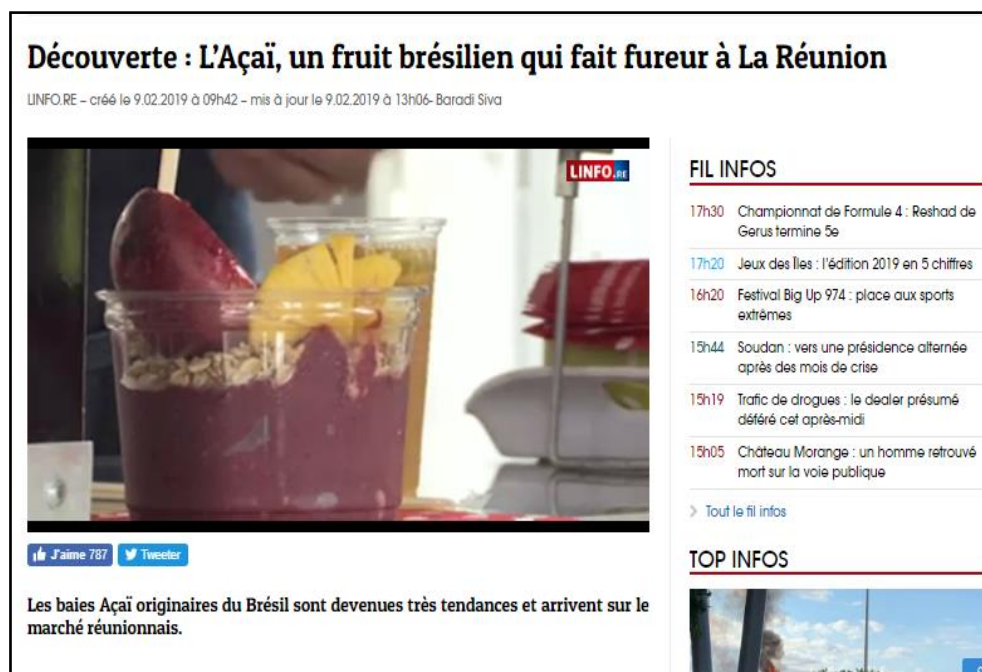 Découverte : L'Açaï, un fruit brésilien qui fait fureur à La Réunion
LINFO.RE – créé le 9.02.2019 à 09h42 – mis à jour le 9.02.2019 à 13h06- Baradi Siva
LINFO.RE
J'aime 787 Tweeter
Les baies Açaï originaires du Brésil sont devenues très tendances et arrivent sur le
marché réunionnais.
FIL INFOS
17h30 Championnat de Formule 4 : Reshad de
Gerus termine 5e
17h20 Jeux des Îles : l'édition 2019 en 5 chiffres
16h20 Festival Big Up 974 : place aux sports
extrêmes
15h44 Soudan : vers une présidence alternée
après des mois de crise
15h19 Trafic de drogues : le dealer présumé
déféré cet après-midi
15h05 Château Morange : un homme retrouvé
mort sur la voie publique
> Tout le fil infos
TOP INFOS